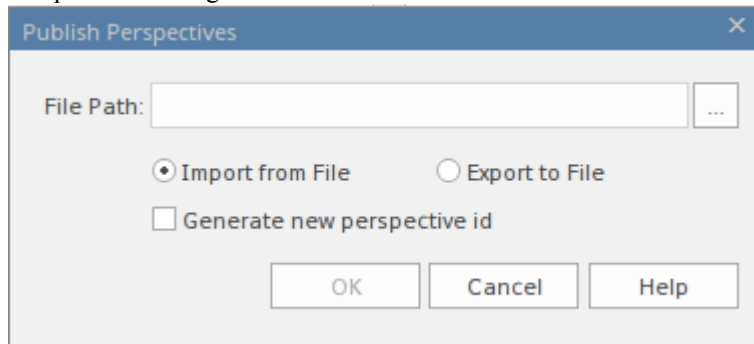 Publish Perspectives
File Path:
...
Import from File
Export to File
Generate new perspective id
OK
Cancel
Help